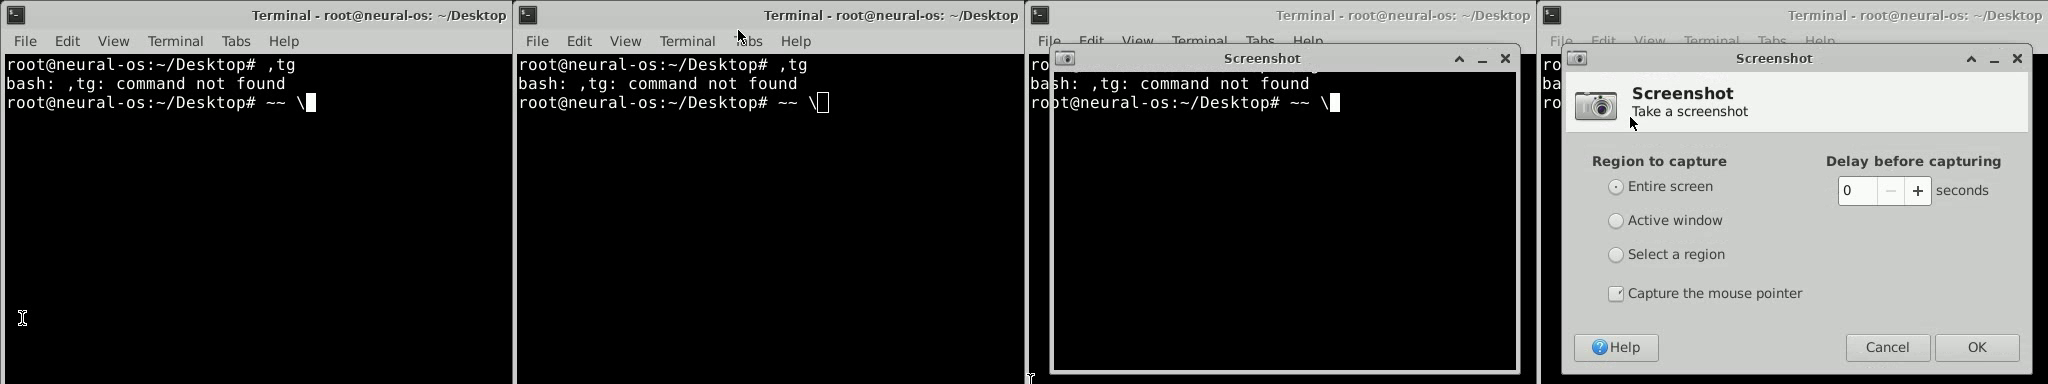 Terminal - root@neural-os: ~/Desktop
File Edit View Terminal Tabs Help
root@neural-os:~/Desktop# ,tg
bash: ,tg: command not found
root@neural-os:~/Desktop# ~~ \
Terminal - root@neural-os: ~/Desktop
File Edit View Terminal Tabs Help
root@neural-os:~/Desktop# ,tg
bash: ,tg: command not found
root@neural-os:~/Desktop# ~~ \
Terminal - root@neural-os: ~/Desktop
File Edit View Terminal Tabs Help
Screenshot
ro
bash: ,tg: command not found
root@neural-os:~/Desktop# ~~ \
Terminal - root@neural-os: ~/Desktop
File Edit View Terminal Tabs Help
Screenshot
ro
ba
ro
Screenshot
Take a screenshot
Region to capture
Entire screen
Active window
Select a region
Capture the mouse pointer
Delay before capturing
0 seconds
Help
Cancel
OK